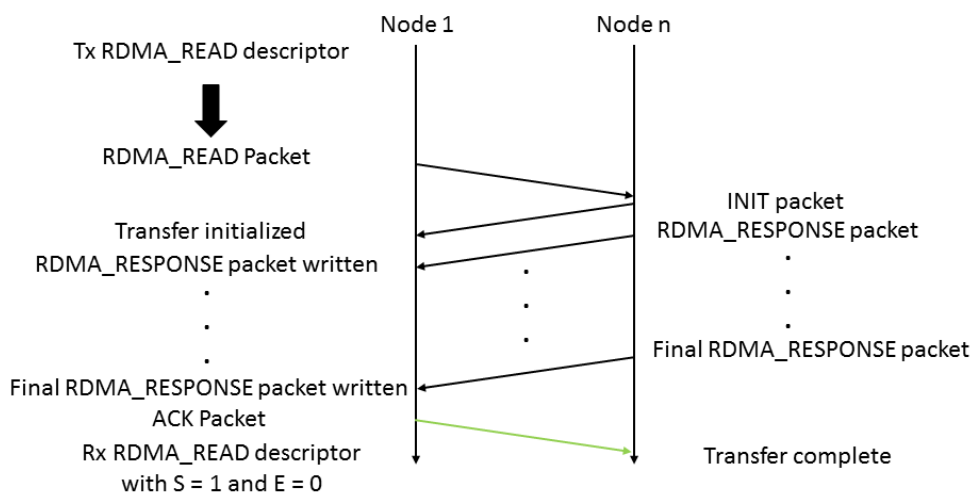 Node 1
Node n
Tx RDMA_READ descriptor
RDMA_READ Packet
INIT packet
Transfer initialized
RDMA_RESPONSE packet
RDMA_RESPONSE packet written
.
.
.
.
.
.
.
.
.
Final RDMA_RESPONSE packet
Final RDMA_RESPONSE packet written
ACK Packet
Rx RDMA_READ descriptor
with S = 1 and E = 0
Transfer complete